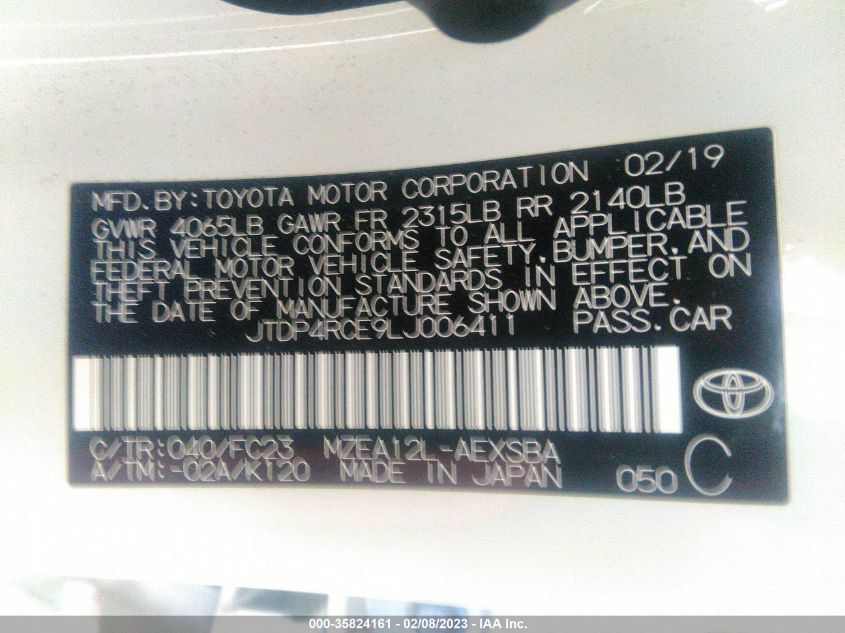 MFD. BY: TOYOTA MOTOR CORPORATION 02/19
GVWR 4065LB GAWR FR 2315LB RR 2140LB
THIS VEHICLE CONFORMS TO ALL APPLICABLE
FEDERAL MOTOR VEHICLE SAFETY, BUMPER, AND
THEFT PREVENTION STANDARDS IN EFFECT ON
THE DATE OF MANUFACTURE SHOWN ABOVE.
JTDP4RCE9LJ006411 PASS. CAR
C/TR: 040/FC23 MZEA12L-AEXSBA
A/TM: -02A/K120 MADE IN JAPAN 050 C
000-35824161 - 02/08/2023 - IAA Inc.